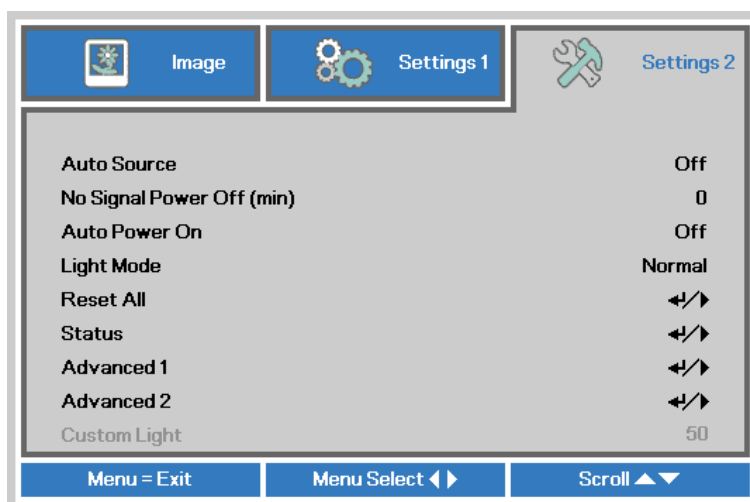 Image
Settings 1
Settings 2
Auto Source Off
No Signal Power Off (min) 0
Auto Power On Off
Light Mode Normal
Reset All ↵/▶
Status ↵/▶
Advanced 1 ↵/▶
Advanced 2 ↵/▶
Custom Light 50
Menu = Exit
Menu Select ◀▶
Scroll ▲▼